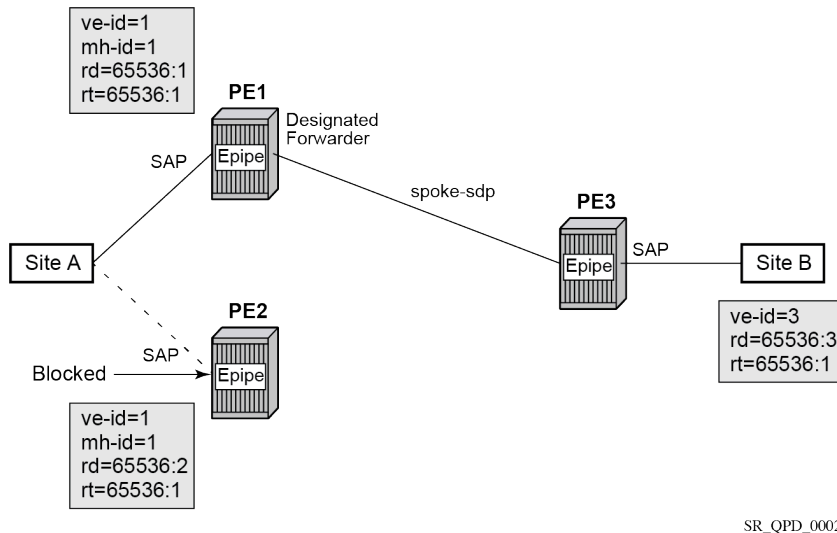 ve-id=1
mh-id=1
rd=65536:1
rt=65536:1
PE1
Designated
Forwarder
Epipe
SAP
spoke-sdp
PE3
Site A
Epipe
SAP
Site B
PE2
SAP
Epipe
Blocked
ve-id=3
rd=65536:3
rt=65536:1
ve-id=1
mh-id=1
rd=65536:2
rt=65536:1
SR_QPD_0002